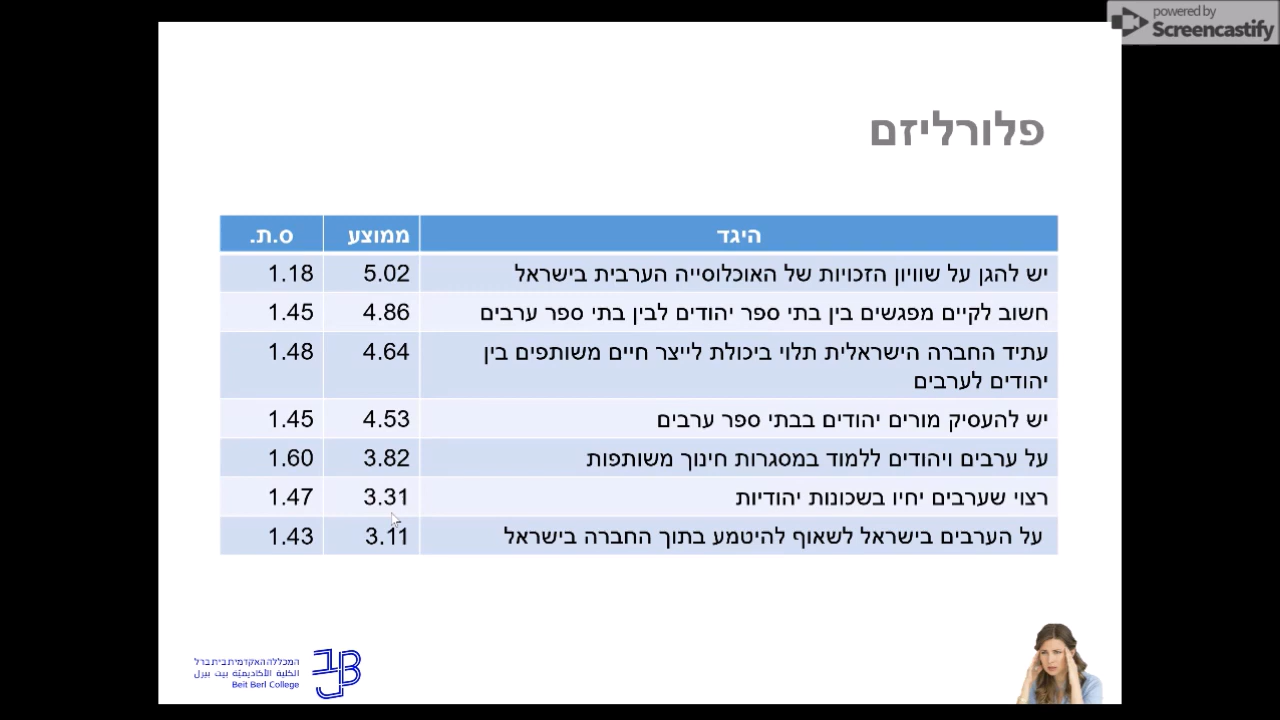 powered by
Screencastify
פלורליזם
היגד ממוצע ס.ת.
יש להגן על שוויון הזכויות של האוכלוסייה הערבית בישראל 5.02 1.18
חשוב לקיים מפגשים בין בתי ספר יהודים לבין בתי ספר ערבים 4.86 1.45
עתיד החברה הישראלית תלוי ביכולת לייצר חיים משותפים בין 4.64 1.48
יהודים לערבים
יש להעסיק מורים יהודים בבתי ספר ערבים 4.53 1.45
על ערבים ויהודים ללמוד במסגרות חינוך משותפות 3.82 1.60
רצוי שערבים יחיו בשכונות יהודיות 3.31 1.47
על הערבים בישראל לשאוף להיטמע בתוך החברה בישראל 3.11 1.43
המכללה האקדמית בית ברל
الكلية الأكاديمية بيت بيرل
Beit Berl College